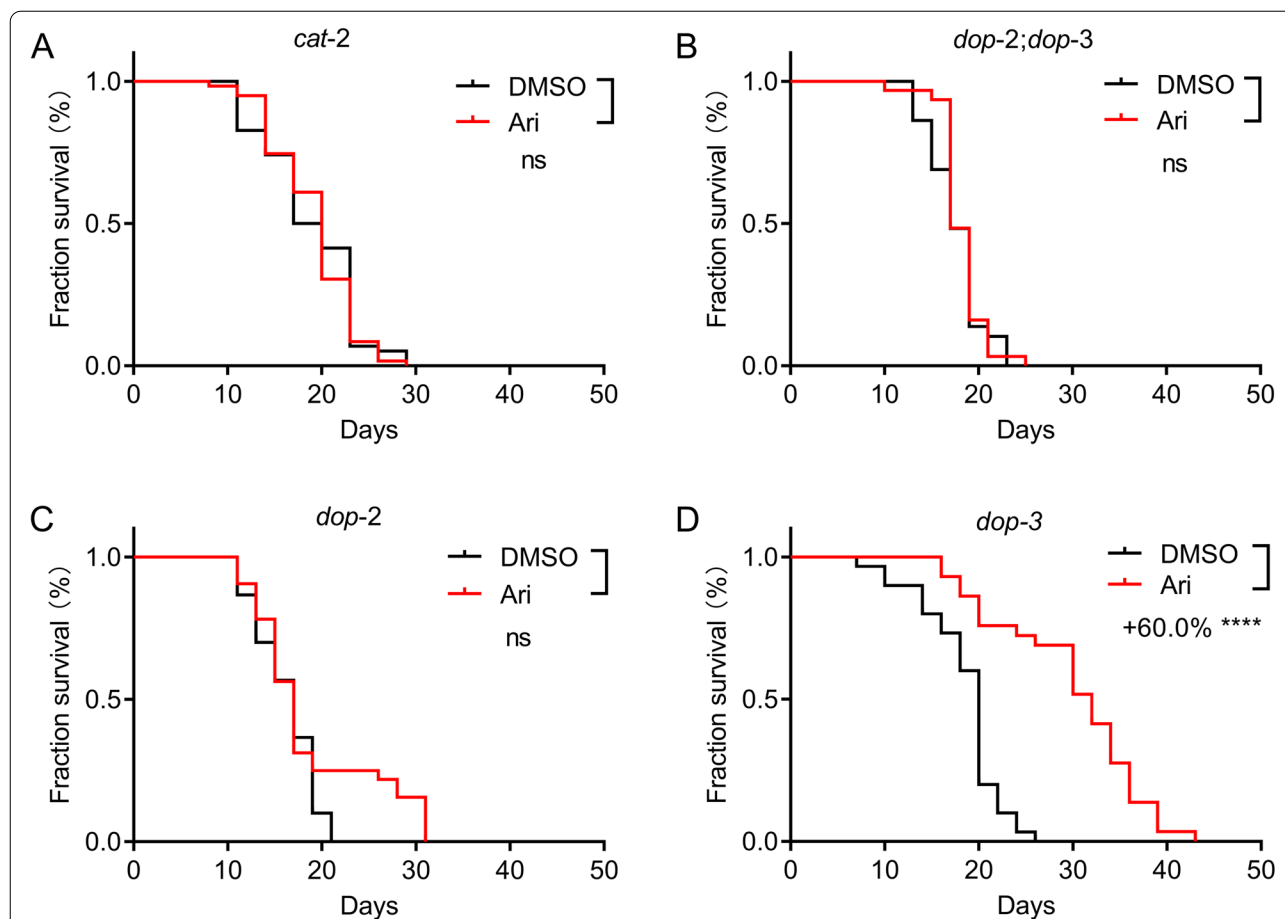 A
cat-2
1.0
0.5
0.0
Fraction survival (%)
DMSO
Ari
ns
0 10 20 30 40 50
Days
B
dop-2;dop-3
1.0
0.5
0.0
Fraction survival (%)
DMSO
Ari
ns
0 10 20 30 40 50
Days
C
dop-2
1.0
0.5
0.0
Fraction survival (%)
DMSO
Ari
ns
0 10 20 30 40 50
Days
D
dop-3
1.0
0.5
0.0
Fraction survival (%)
DMSO
Ari
+60.0% ****
0 10 20 30 40 50
Days